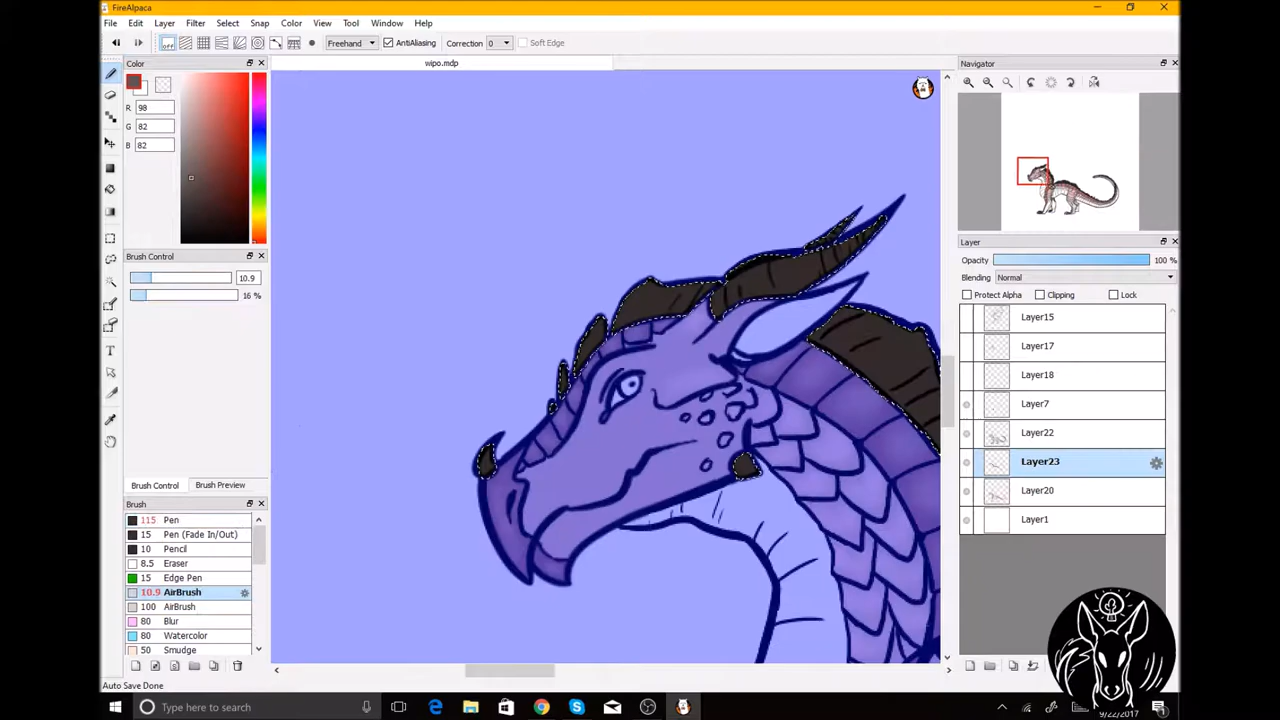 FireAlpaca
File Edit Layer Filter Select Snap Color View Tool Window Help
OFF Freehand AntiAliasing Correction 0 Soft Edge
Color wipo.mdp Navigator
R 98
G 82
B 82
Layer
Brush Control Opacity 100 %
10.9 Blending Normal
16 % Protect Alpha Clipping Lock
Layer15
Layer17
Layer18
Layer7
Layer22
Layer23
Layer20
Layer1
Brush Control Brush Preview
Brush
115 Pen
15 Pen (Fade In/Out)
10 Pencil
8.5 Eraser
15 Edge Pen
10.9 AirBrush
100 AirBrush
80 Blur
80 Watercolor
50 Smudge
Auto Save Done
Type here to search
9/22/2017